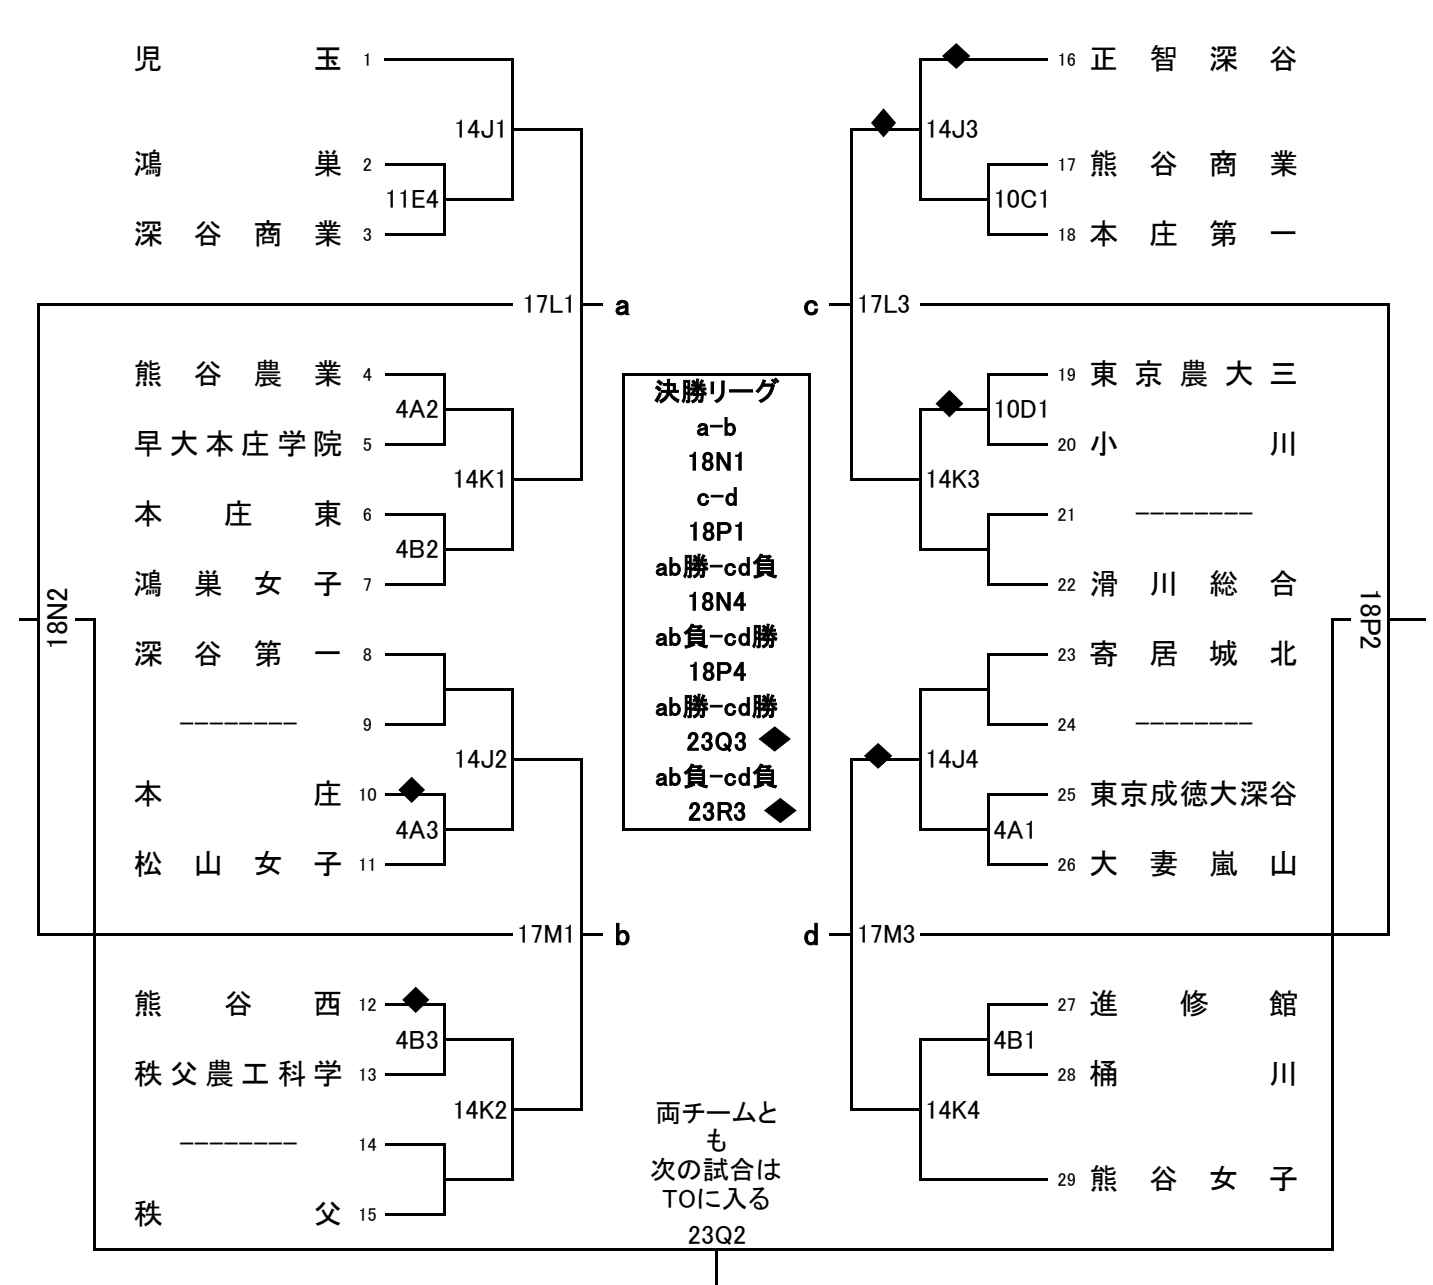 児玉 1
14J1
鴻巣 2
11E4
深谷商業 3
17L1 a
熊谷農業 4
4A2
早大本庄学院 5
14K1
本庄東 6
4B2
鴻巣女子 7
18N2
深谷第一 8
-------- 9
14J2
本庄 10
4A3
松山女子 11
17M1 b
熊谷西 12
4B3
秩父農工科学 13
14K2
-------- 14
秩父 15
決勝リーグ
a-b
18N1
c-d
18P1
ab勝-cd負
18N4
ab負-cd勝
18P4
ab勝-cd勝
23Q3 ◆
ab負-cd負
23R3 ◆
両チームと
も
次の試合は
TOに入る
23Q2
16 正智深谷
14J3
17 熊谷商業
10C1
18 本庄第一
c 17L3
19 東京農大三
10D1
20 小川
14K3
21 --------
22 滑川総合
18P2
23 寄居城北
24 --------
14J4
25 東京成徳大深谷
4A1
26 大妻嵐山
d 17M3
27 進修館
4B1
28 桶川
14K4
29 熊谷女子